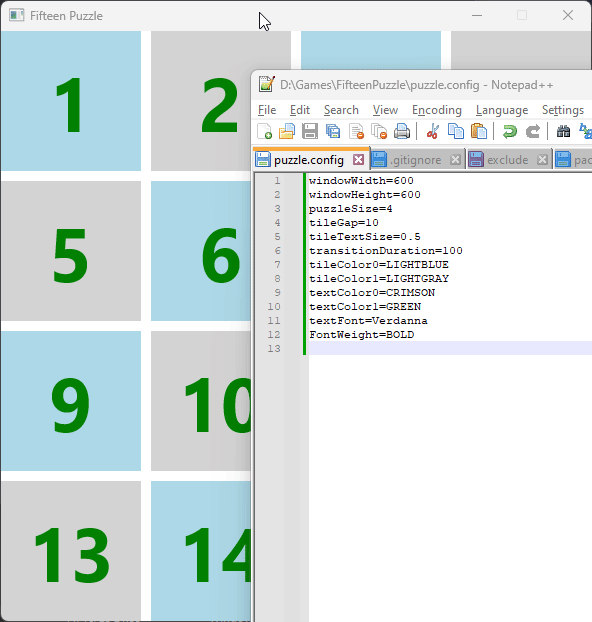 Fifteen Puzzle
1
2
D:\Games\FifteenPuzzle\puzzle.config - Notepad++
File Edit Search View Encoding Language Settings
puzzle.config .gitignore exclude pac
1 windowWidth=600
2 windowHeight=600
3 puzzleSize=4
4 tileGap=10
5 tileTextSize=0.5
6 transitionDuration=100
7 tileColor0=LIGHTBLUE
8 tileColor1=LIGHTGRAY
9 textColor0=CRIMSON
10 textColor1=GREEN
11 textFont=Verdanna
12 FontWeight=BOLD
13
5
6
9
10
13
14